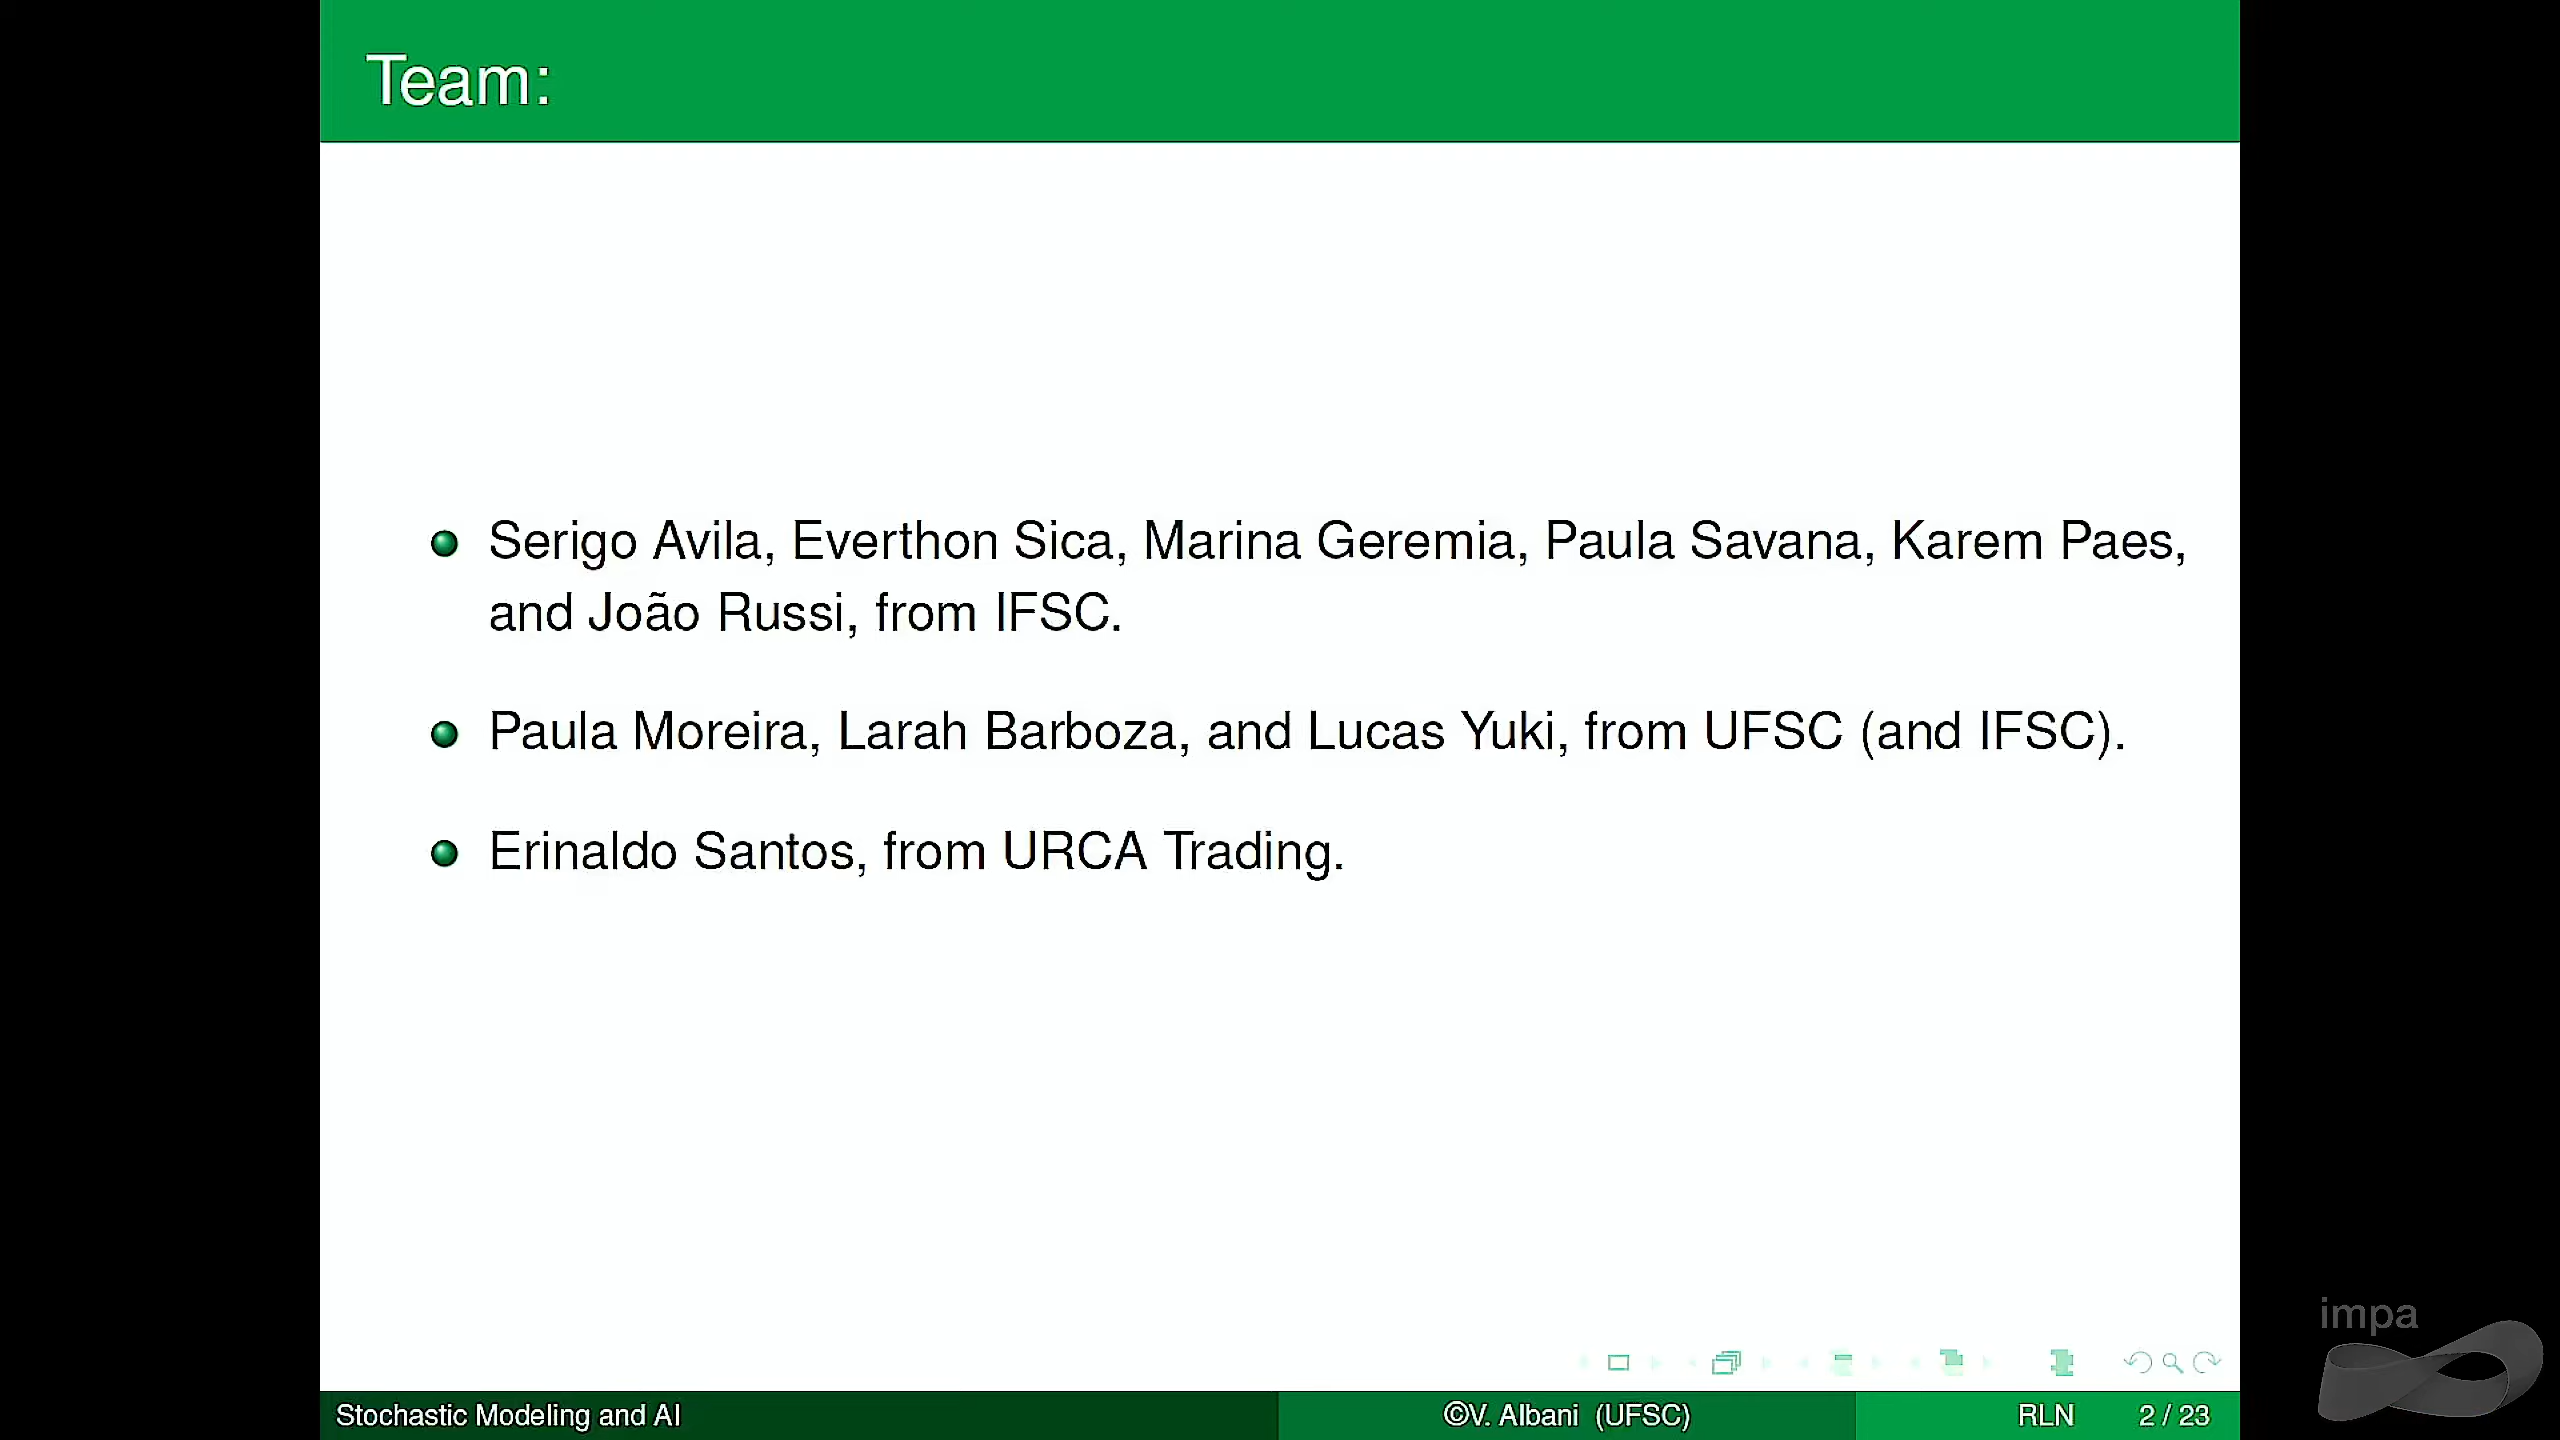 Team:
Serigo Avila, Everthon Sica, Marina Geremia, Paula Savana, Karem Paes,
and João Russi, from IFSC.
Paula Moreira, Larah Barboza, and Lucas Yuki, from UFSC (and IFSC).
Erinaldo Santos, from URCA Trading.
impa
Stochastic Modeling and AI
©V. Albani (UFSC)
RLN
2 / 23